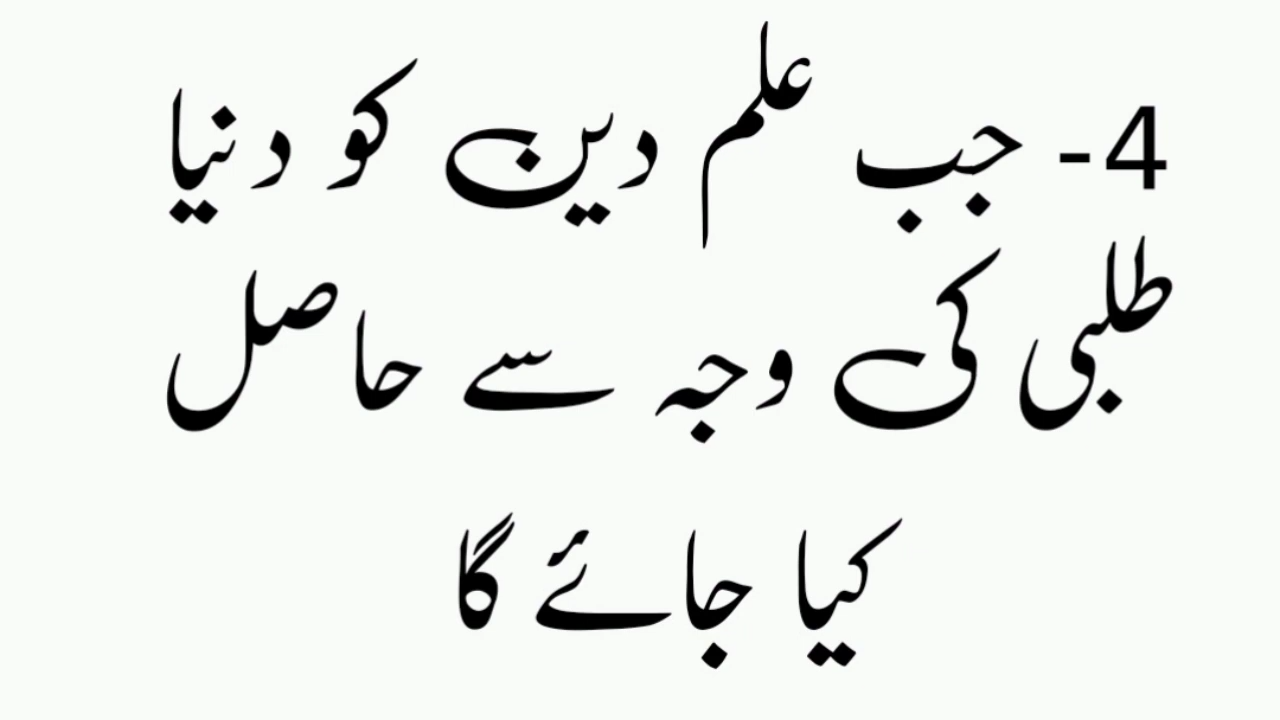 4- جب علم دین کو دنیا
طلبی کی وجہ سے حاصل
کیا جائے گا